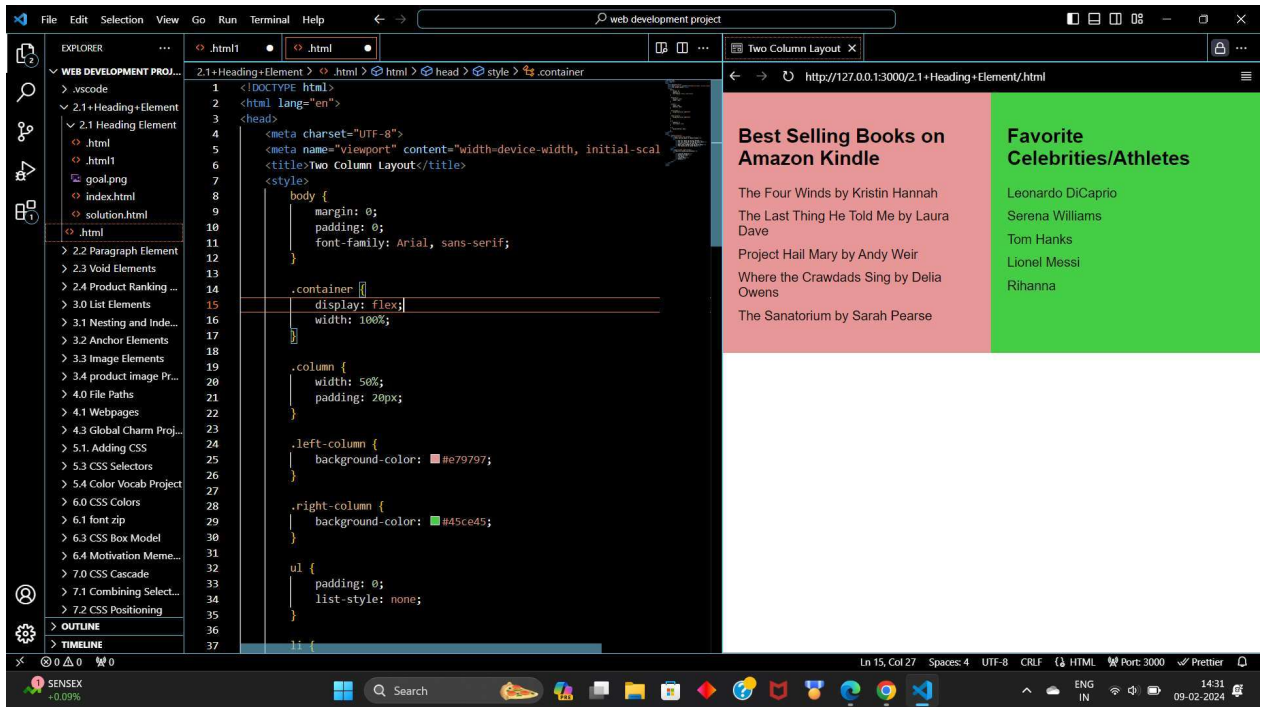 File Edit Selection View Go Run Terminal Help
web development project
EXPLORER
WEB DEVELOPMENT PROJ...
.vscode
2.1+Heading+Element
2.1 Heading Element
.html
.html1
goal.png
index.html
solution.html
.html
2.2 Paragraph Element
2.3 Void Elements
2.4 Product Ranking ...
3.0 List Elements
3.1 Nesting and Inde...
3.2 Anchor Elements
3.3 Image Elements
3.4 product image Pr...
4.0 File Paths
4.1 Webpages
4.3 Global Charm Proj...
5.1. Adding CSS
5.3 CSS Selectors
5.4 Color Vocab Project
6.0 CSS Colors
6.1 font zip
6.3 CSS Box Model
6.4 Motivation Meme...
7.0 CSS Cascade
7.1 Combining Select...
7.2 CSS Positioning
OUTLINE
TIMELINE
.html1 .html
2.1+Heading+Element > .html > html > head > style > .container
1 <!DOCTYPE html>
2 <html lang="en">
3 <head>
4 <meta charset="UTF-8">
5 <meta name="viewport" content="width=device-width, initial-scal
6 <title>Two Column Layout</title>
7 <style>
8 body {
9 margin: 0;
10 padding: 0;
11 font-family: Arial, sans-serif;
12 }
13
14 .container {
15 display: flex;
16 width: 100%;
17 }
18
19 .column {
20 width: 50%;
21 padding: 20px;
22 }
23
24 .left-column {
25 background-color: #e79797;
26 }
27
28 .right-column {
29 background-color: #45ce45;
30 }
31
32 ul {
33 padding: 0;
34 list-style: none;
35 }
36
37 li {
Two Column Layout
http://127.0.0.1:3000/2.1+Heading+Element/.html
Best Selling Books on
Amazon Kindle
The Four Winds by Kristin Hannah
The Last Thing He Told Me by Laura
Dave
Project Hail Mary by Andy Weir
Where the Crawdads Sing by Delia
Owens
The Sanatorium by Sarah Pearse
Favorite
Celebrities/Athletes
Leonardo DiCaprio
Serena Williams
Tom Hanks
Lionel Messi
Rihanna
0 0 0
Ln 15, Col 27 Spaces: 4 UTF-8 CRLF HTML Port: 3000 Prettier
SENSEX
+0.09%
Search
ENG
IN
14:31
09-02-2024